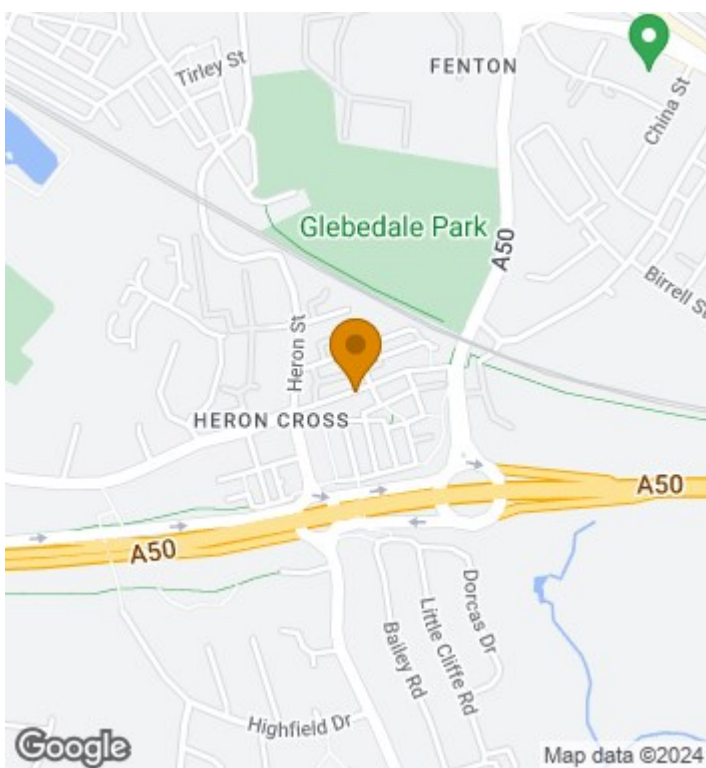 Tirley St
FENTON
China St
Glebedale Park
A50
Birrell St
Heron St
HERON CROSS
A50
A50
Dorcas Dr
Little Cliffe Rd
Bailey Rd
Highfield Dr
Google
Map data ©2024